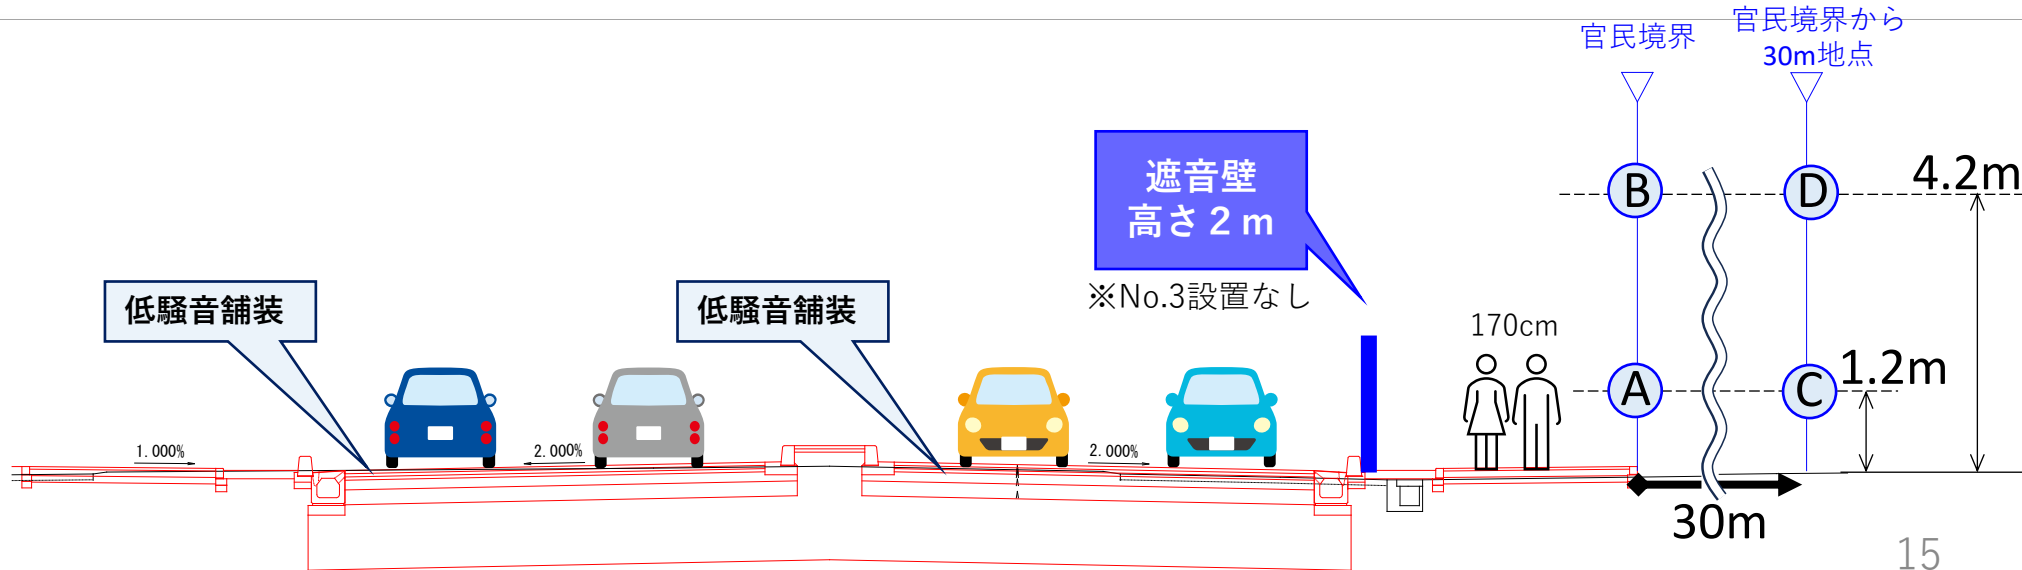 官民境界
官民境界から
30m地点
遮音壁
高さ２ｍ
※No.3設置なし
低騒音舗装
低騒音舗装
170cm
B
D
4.2m
A
C
1.2m
1.000%
2.000%
2.000%
30m
15